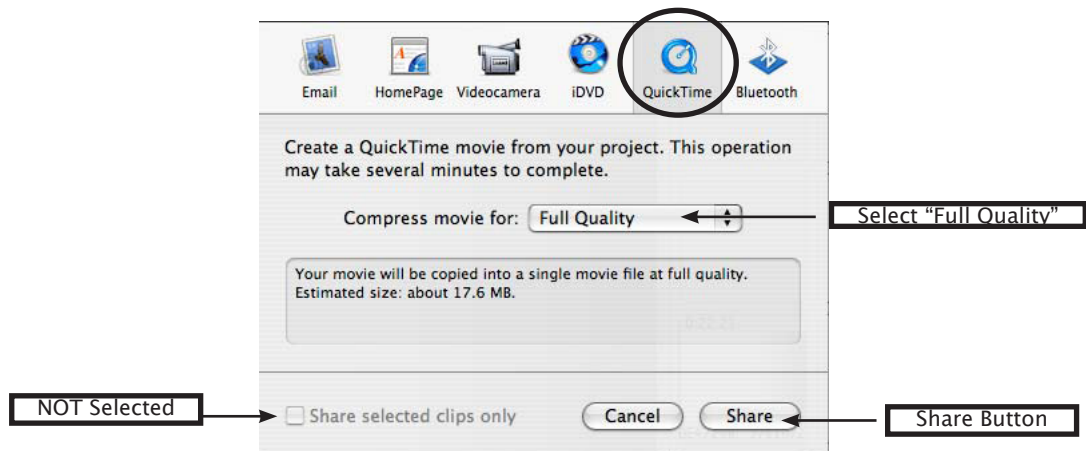 Email HomePage Videocamera iDVD QuickTime Bluetooth
Create a QuickTime movie from your project. This operation
may take several minutes to complete.
Compress movie for: Full Quality
Select “Full Quality”
Your movie will be copied into a single movie file at full quality.
Estimated size: about 17.6 MB.
NOT Selected
Share selected clips only
Cancel
Share
Share Button